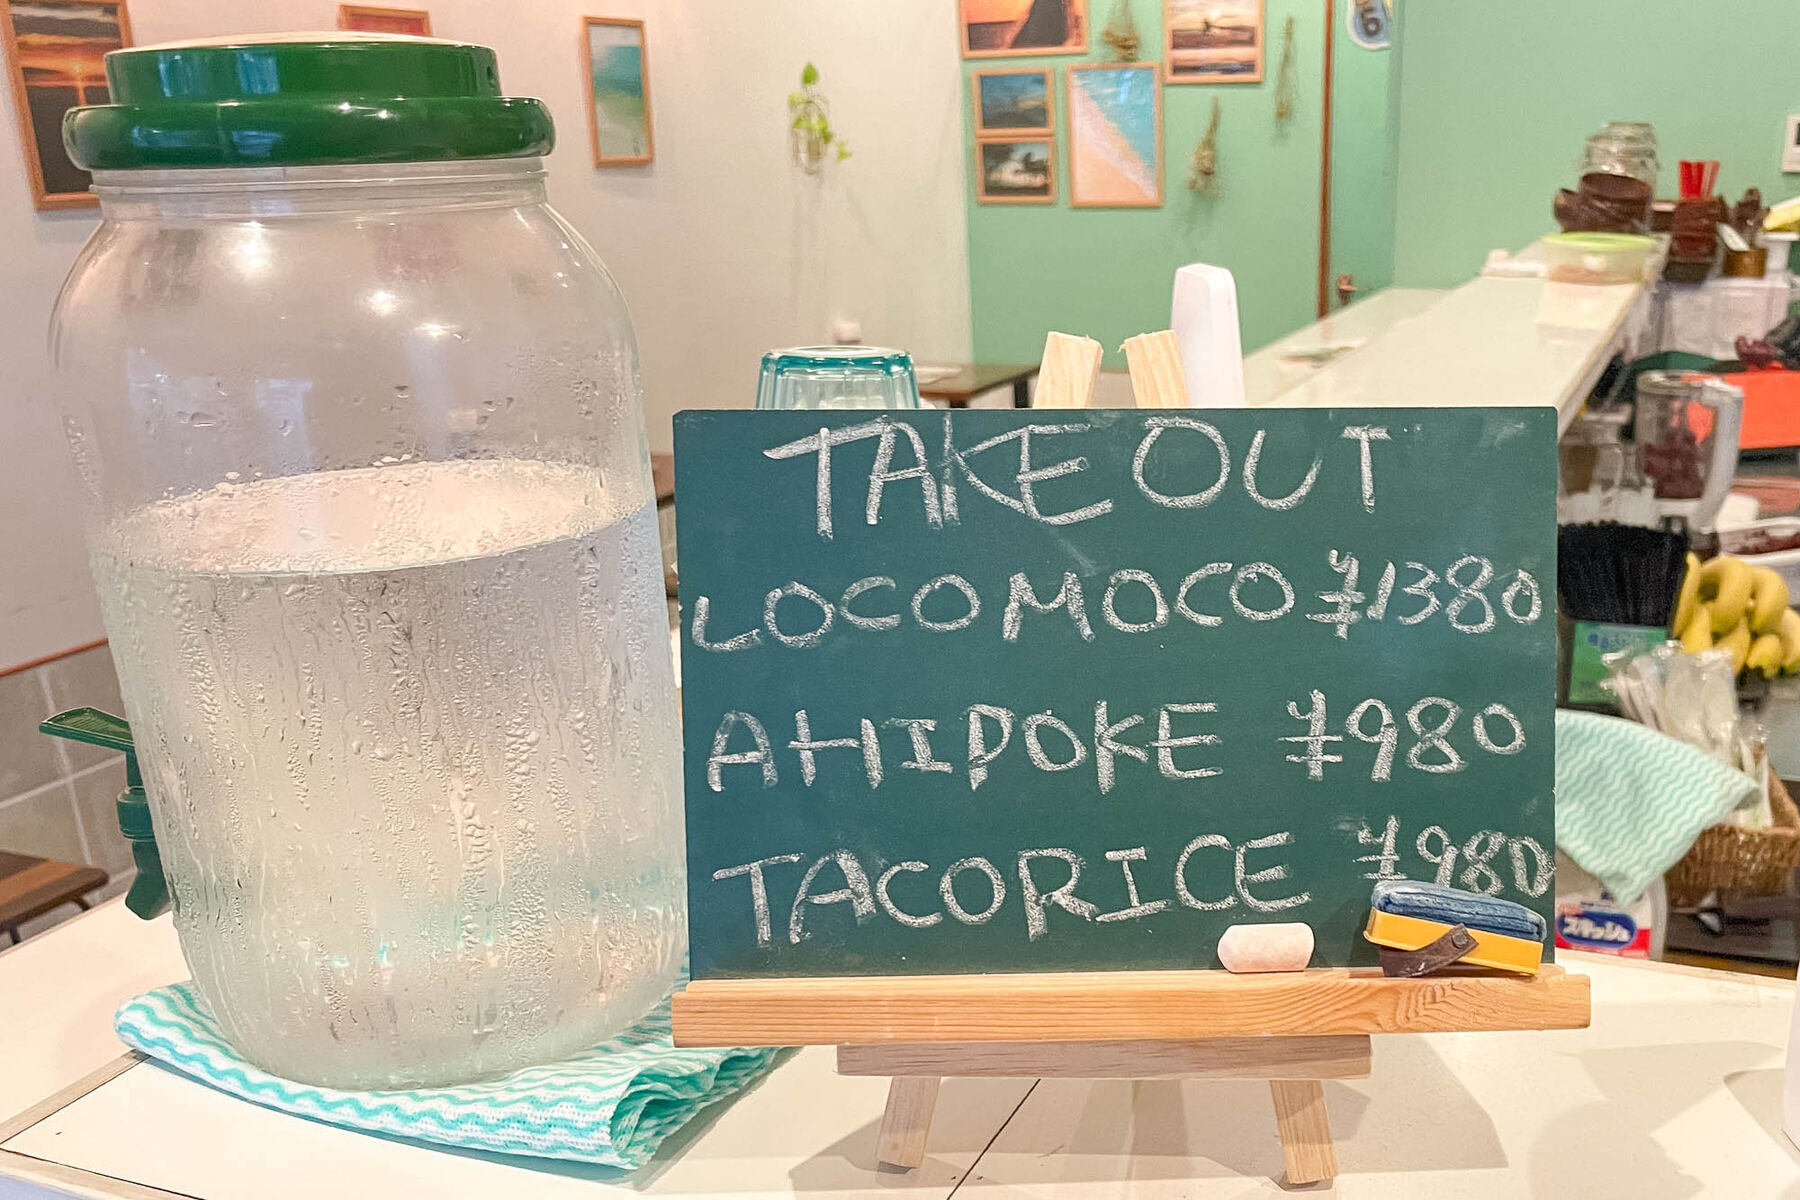 TAKE OUT
LOCOMOCO ¥1380
AHIPOKE ¥980
TACORICE ¥980